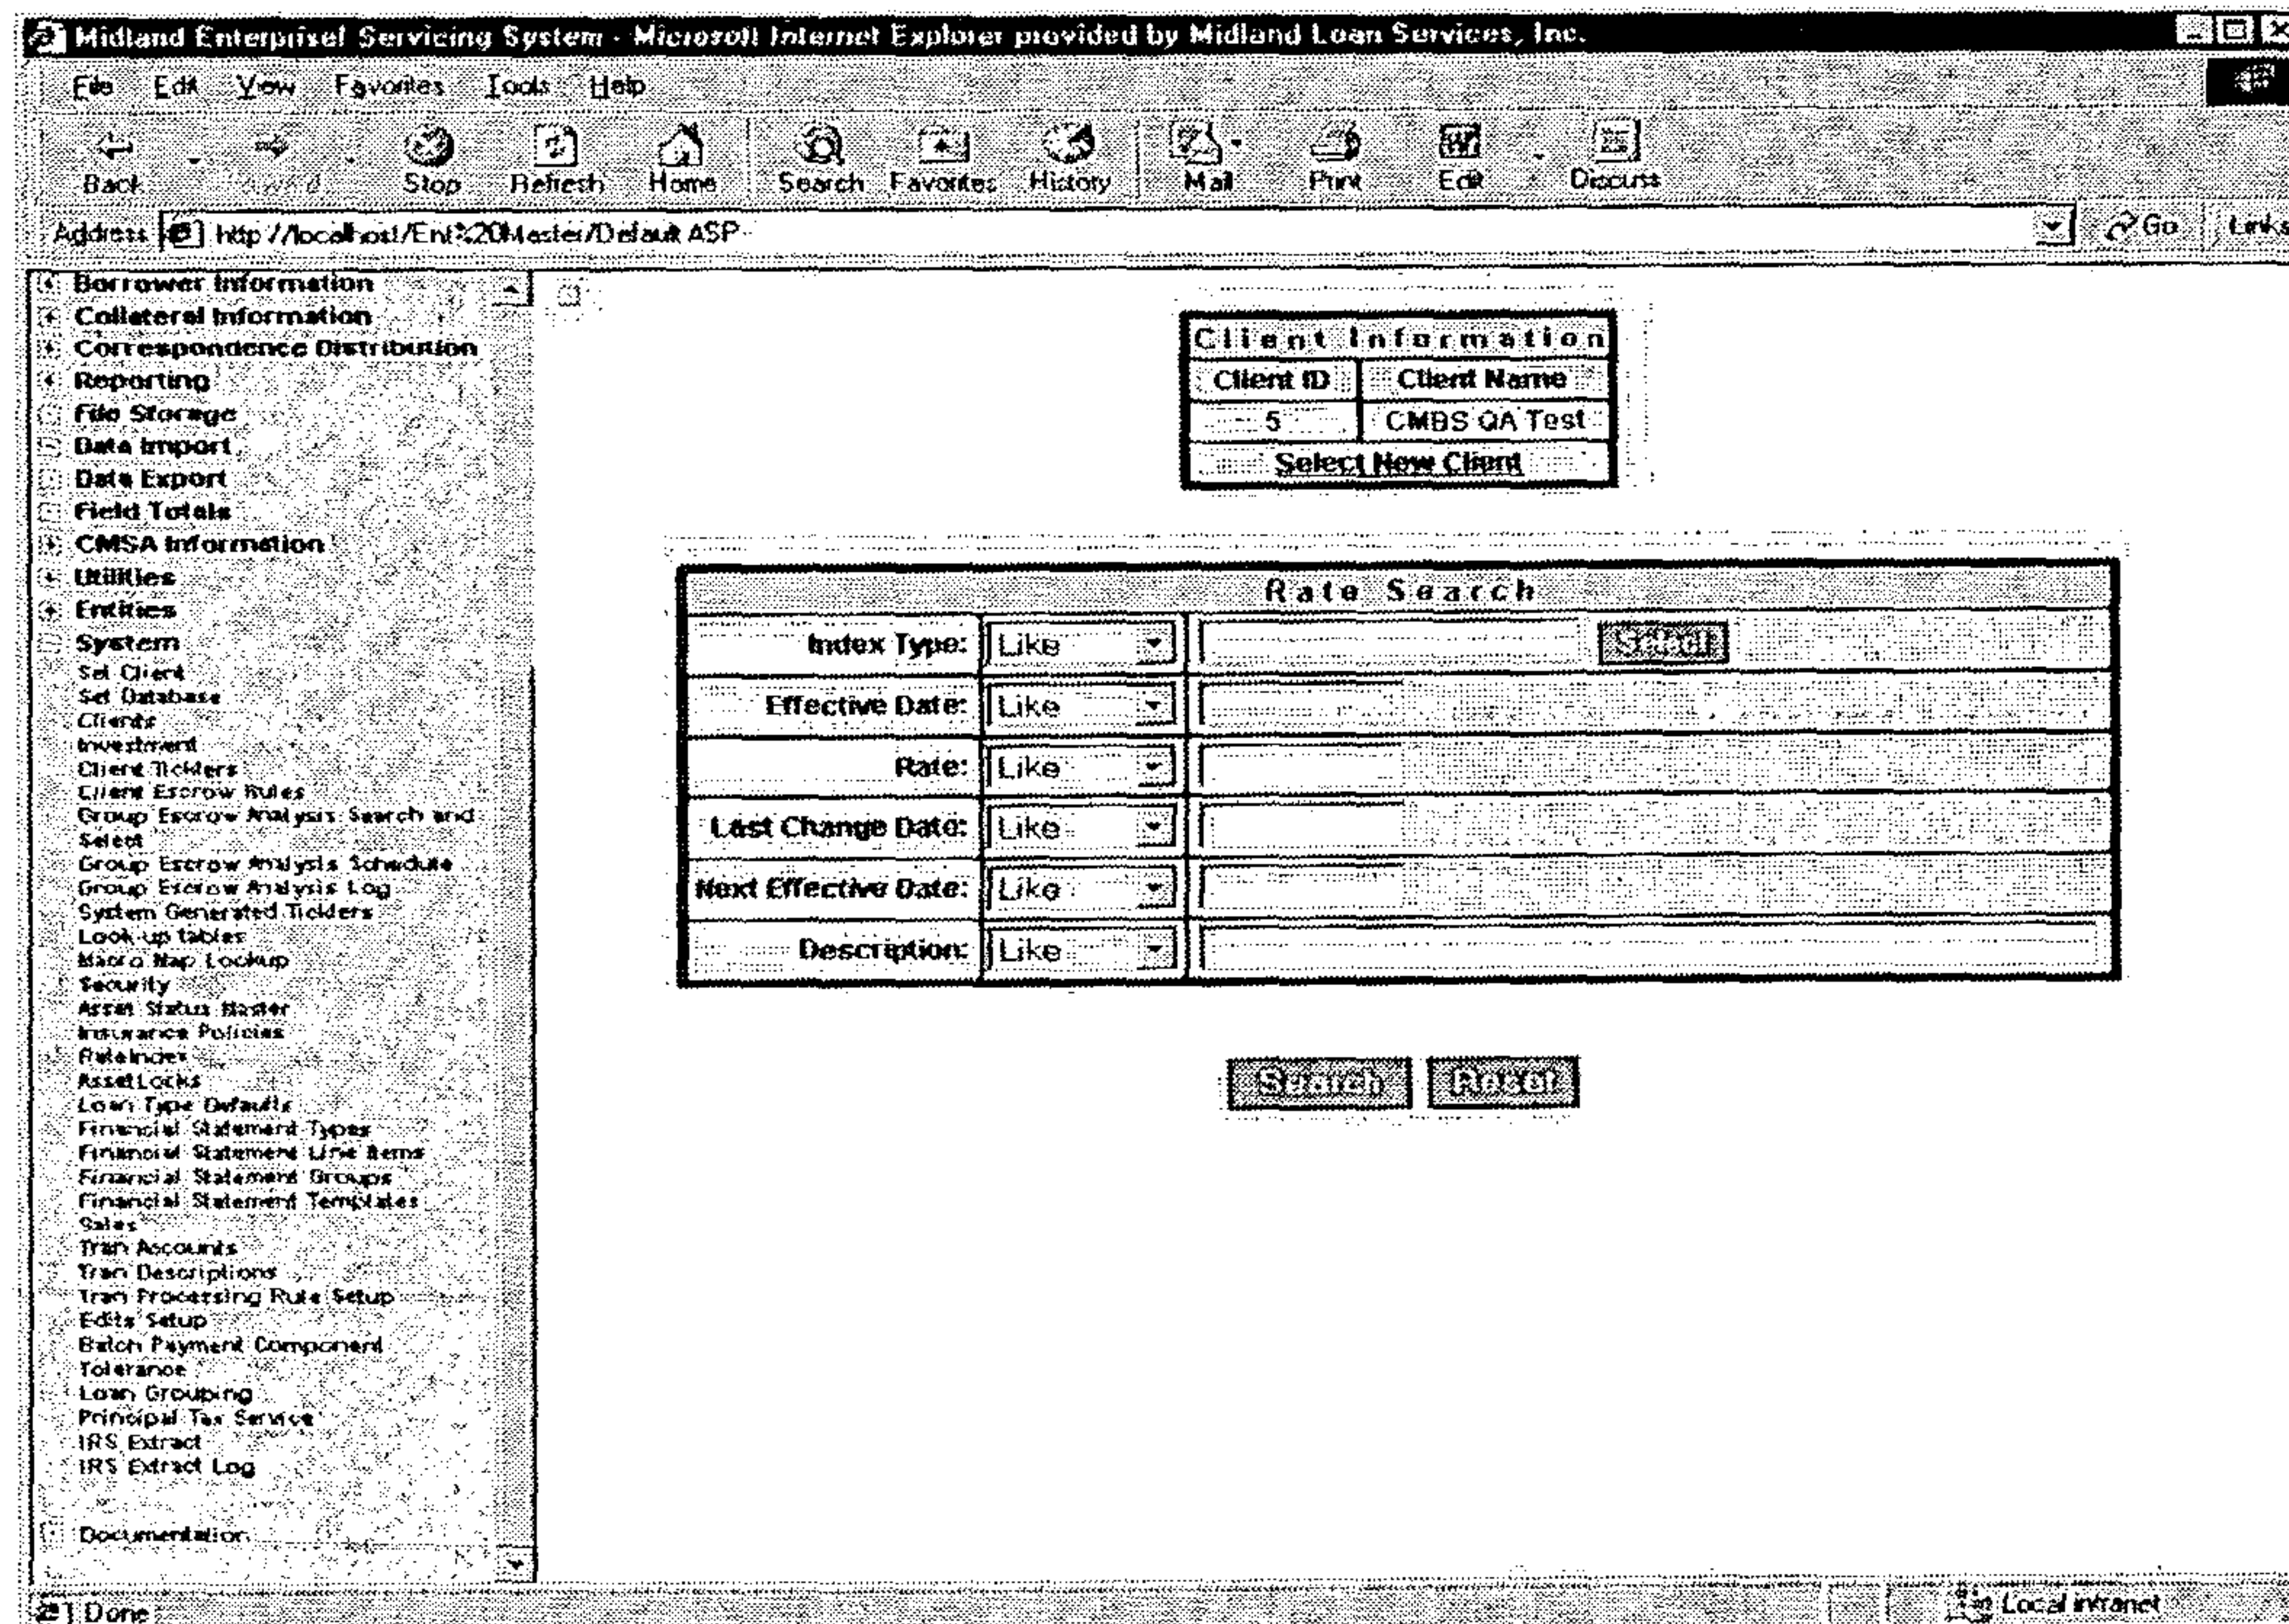 Midland Enterprise! Servicing System - Microsoft Internet Explorer provided by Midland Loan Services, Inc.
File Edit View Favorites Tools Help
Back Forward Stop Refresh Home Search Favorites History Mail Print Edit Discuss
Address http://localhost/Ent%20Master/Default.ASP Go Links
Borrower Information
Collateral Information
Correspondence Distribution
Reporting
File Storage
Data Import
Data Export
Field Totals
CMSA Information
Utilities
Entities
System
Set Client
Set Database
Clients
Investment
Client Ticklers
Client Escrow Rules
Group Escrow Analysis Search and
Select
Group Escrow Analysis Schedule
Group Escrow Analysis Log
System Generated Ticklers
Look-up tables
Macro Map Lookup
Security
Asset Status Master
Insurance Policies
RateIndex
AssetLocks
Loan Type Defaults
Financial Statement Types
Financial Statement Line Items
Financial Statement Groups
Financial Statement Templates
Sales
Tran Accounts
Tran Descriptions
Tran Processing Rule Setup
Edits Setup
Batch Payment Component
Tolerance
Loan Grouping
Principal Tax Service
IRS Extract
IRS Extract Log
Documentation
Client Information
Client ID Client Name
5 CMBS QA Test
Select New Client
Rate Search
Index Type: Like Select
Effective Date: Like
Rate: Like
Last Change Date: Like
Next Effective Date: Like
Description: Like
Search Reset
Done Local intranet